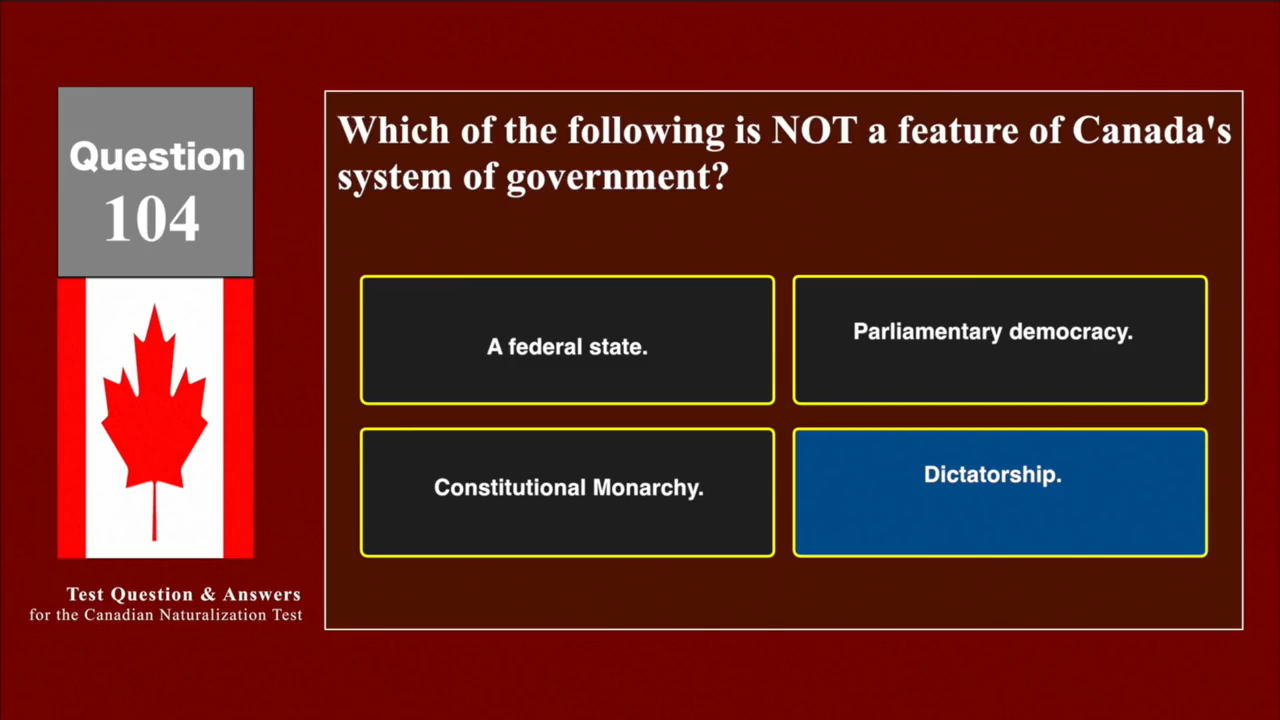 Question
104
Test Question & Answers
for the Canadian Naturalization Test
Which of the following is NOT a feature of Canada's
system of government?
A federal state.
Parliamentary democracy.
Constitutional Monarchy.
Dictatorship.